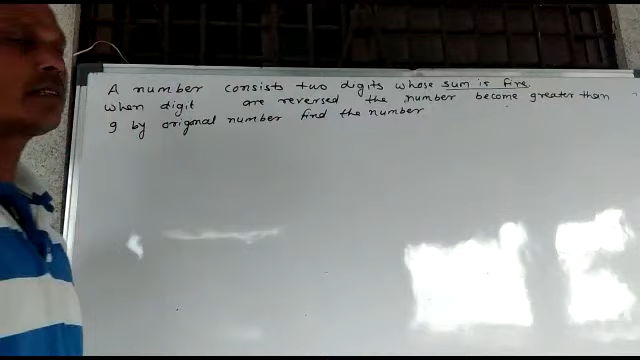 A number consists two digits whose sum is five
When digit are reversed the number become greater than
9 by original number find the number